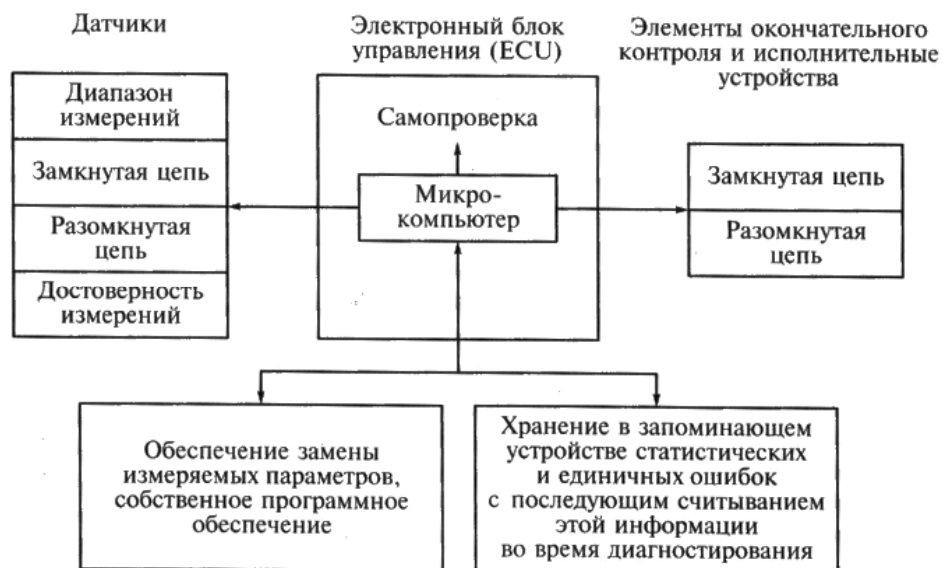 Датчики
Электронный блок
управления (ECU)
Элементы окончательного
контроля и исполнительные
устройства
Диапазон
измерений
Замкнутая цепь
Разомкнутая
цепь
Достоверность
измерений
Самопроверка
Микро-
компьютер
Замкнутая цепь
Разомкнутая
цепь
Обеспечение замены
измеряемых параметров,
собственное программное
обеспечение
Хранение в запоминающем
устройстве статистических
и единичных ошибок
с последующим считыванием
этой информации
во время диагностирования